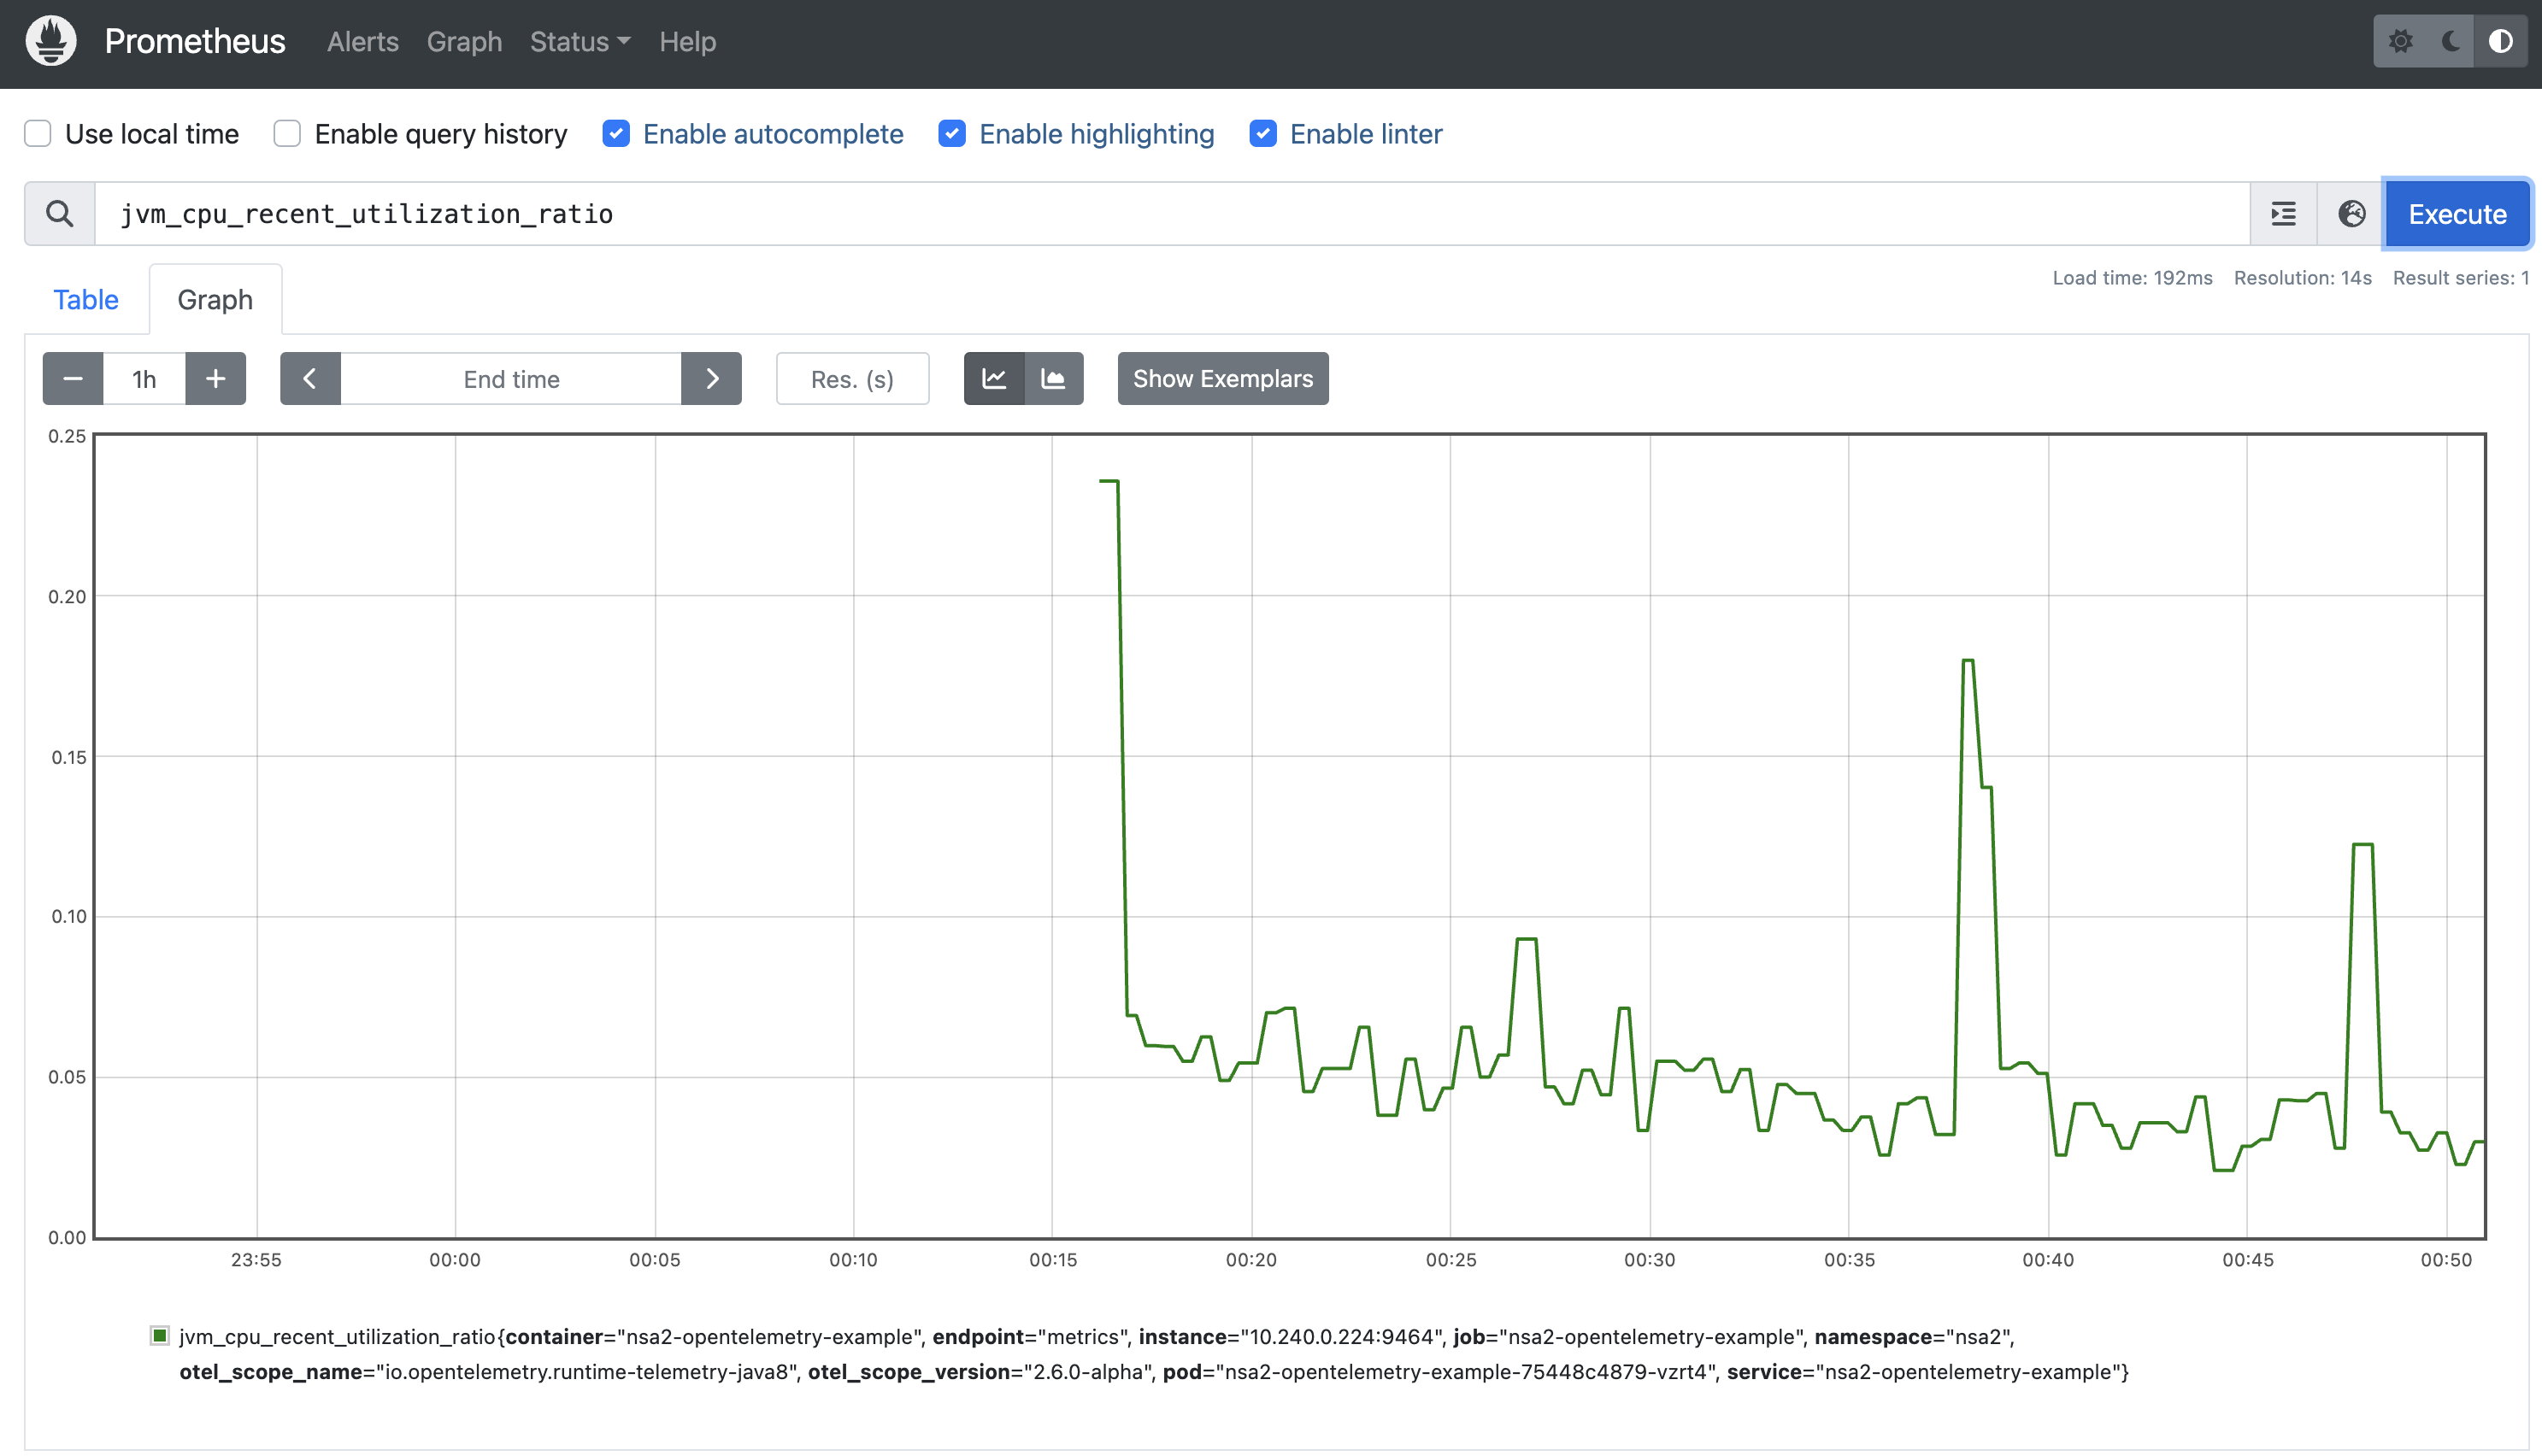 Prometheus Alerts Graph Status Help
Use local time Enable query history Enable autocomplete Enable highlighting Enable linter
jvm_cpu_recent_utilization_ratio Execute
Load time: 192ms Resolution: 14s Result series: 1
Table Graph
1h End time Res. (s) Show Exemplars
0.25
0.20
0.15
0.10
0.05
0.00
23:55 00:00 00:05 00:10 00:15 00:20 00:25 00:30 00:35 00:40 00:45 00:50
jvm_cpu_recent_utilization_ratio{container="nsa2-opentelemetry-example", endpoint="metrics", instance="10.240.0.224:9464", job="nsa2-opentelemetry-example", namespace="nsa2",
otel_scope_name="io.opentelemetry.runtime-telemetry-java8", otel_scope_version="2.6.0-alpha", pod="nsa2-opentelemetry-example-75448c4879-vzrt4", service="nsa2-opentelemetry-example"}